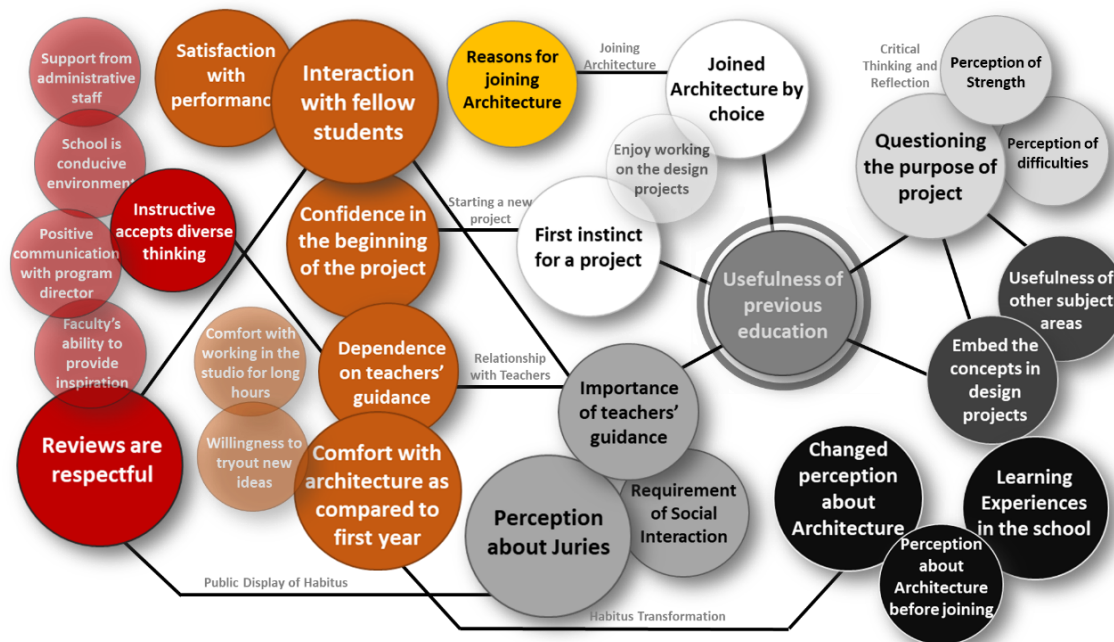 Support from
administrative
staff
School is
conducive
environment
Instructive
accepts diverse
thinking
Positive
communication
with program
director
Faculty's
ability to
provide
inspiration
Reviews are
respectful
Satisfaction
with
performance
Interaction
with fellow
students
Confidence in
the beginning
of the project
Comfort with
working in the
studio for long
hours
Dependence
on teachers'
guidance
Willingness to
tryout new
ideas
Comfort with
architecture as
compared to
first year
Public Display of Habitus
Reasons for
joining
Architecture
Joining
Architecture
Joined
Architecture by
choice
Enjoy working
on the design
projects
Starting a new
project
First instinct
for a project
Usefulness of
previous
education
Relationship
with Teachers
Importance
of teachers'
guidance
Perception
about Juries
Requirement
of Social
Interaction
Habitus Transformation
Critical
Thinking and
Reflection
Perception of
Strength
Perception of
difficulties
Questioning
the purpose of
project
Usefulness of
other subject
areas
Embed the
concepts in
design
projects
Changed
perception
about
Architecture
Learning
Experiences
in the school
Perception
about
Architecture
before joining